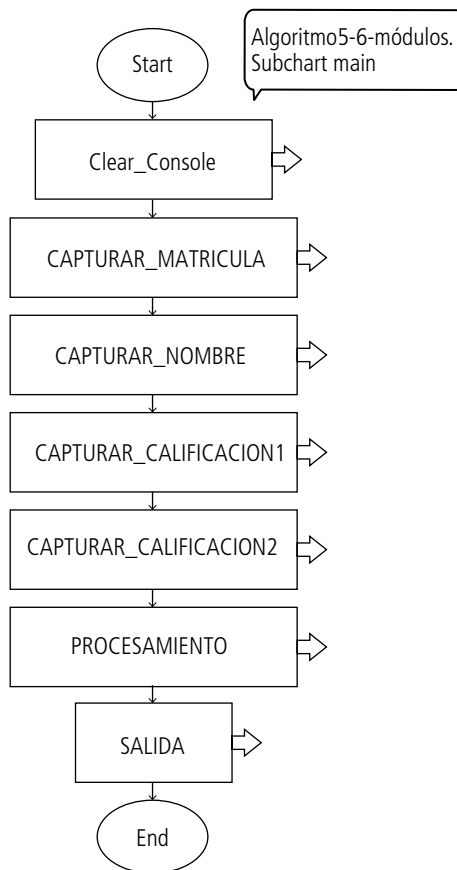 Algoritmo5-6-módulos.
Subchart main
Start
Clear_Console
CAPTURAR_MATRICULA
CAPTURAR_NOMBRE
CAPTURAR_CALIFICACION1
CAPTURAR_CALIFICACION2
PROCESAMIENTO
SALIDA
End